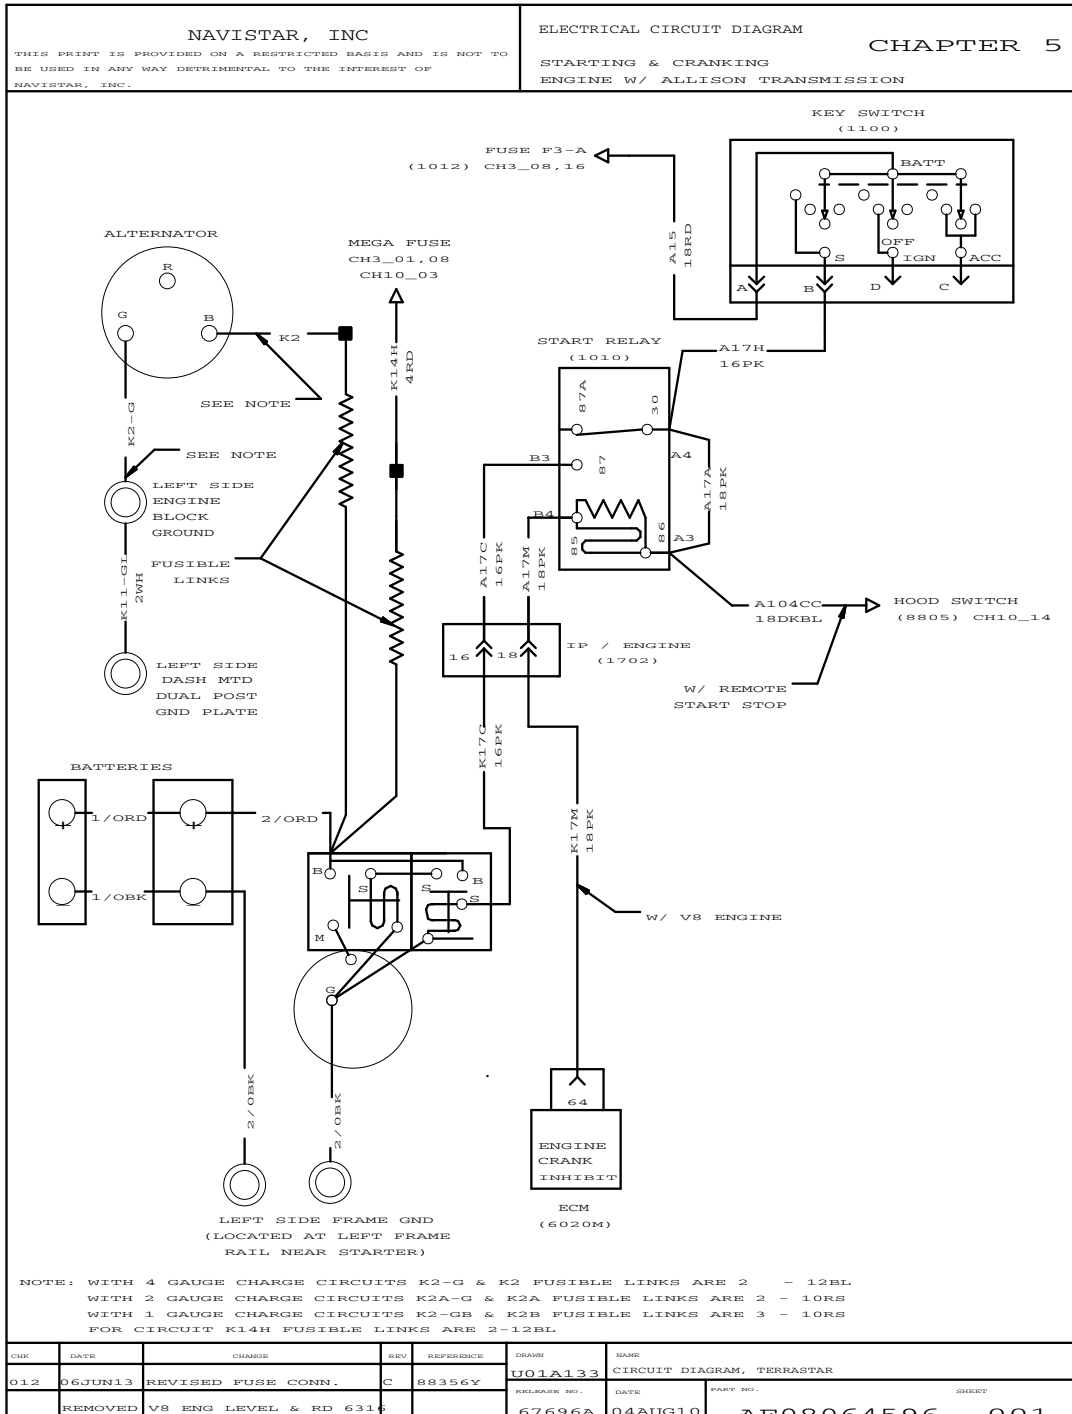 NAVISTAR, INC
THIS PRINT IS PROVIDED ON A RESTRICTED BASIS AND IS NOT TO
BE USED IN ANY WAY DETRIMENTAL TO THE INTEREST OF
NAVISTAR, INC.
ELECTRICAL CIRCUIT DIAGRAM
CHAPTER 5
STARTING & CRANKING
ENGINE W/ ALLISON TRANSMISSION
KEY SWITCH
(1100)
FUSE F3-A
(1012) CH3_08,16
BATT
OFF
S
IGN
ACC
A
B
D
C
A15
18RD
ALTERNATOR
R
G
B
K2
MEGA FUSE
CH3_01,08
CH10_03
K14H
4RD
SEE NOTE
K2-G
SEE NOTE
LEFT SIDE
ENGINE
BLOCK
GROUND
FUSIBLE
LINKS
K11-GL
2WH
LEFT SIDE
DASH MTD
DUAL POST
GND PLATE
START RELAY
(1010)
A17H
16PK
87A
30
A4
B3
87
A17A
18PK
B4
85
86
A3
A17C
16PK
A17M
18PK
A104CC
18DKBL
HOOD SWITCH
(8805) CH10_14
IP / ENGINE
(1702)
16
18
W/ REMOTE
START STOP
K17C
16PK
K17M
18PK
BATTERIES
1/ORD
2/ORD
1/OBK
B
S
S
B
S
M
G
W/ V8 ENGINE
2/0BK
2/0BK
64
ENGINE
CRANK
INHIBIT
ECM
(6020M)
LEFT SIDE FRAME GND
(LOCATED AT LEFT FRAME
RAIL NEAR STARTER)
NOTE: WITH 4 GAUGE CHARGE CIRCUITS K2-G & K2 FUSIBLE LINKS ARE 2 - 12BL
WITH 2 GAUGE CHARGE CIRCUITS K2A-G & K2A FUSIBLE LINKS ARE 2 - 10RS
WITH 1 GAUGE CHARGE CIRCUITS K2-GB & K2B FUSIBLE LINKS ARE 3 - 10RS
FOR CIRCUIT K14H FUSIBLE LINKS ARE 2-12BL
CHK DATE CHANGE REV REFERENCE DRAWN NAME
012 06JUN13 REVISED FUSE CONN. C 88356Y U01A133 CIRCUIT DIAGRAM, TERRASTAR
RELEASE NO. DATE PART NO. SHEET
REMOVED V8 ENG LEVEL & RD 6316 67696A 04AUG10